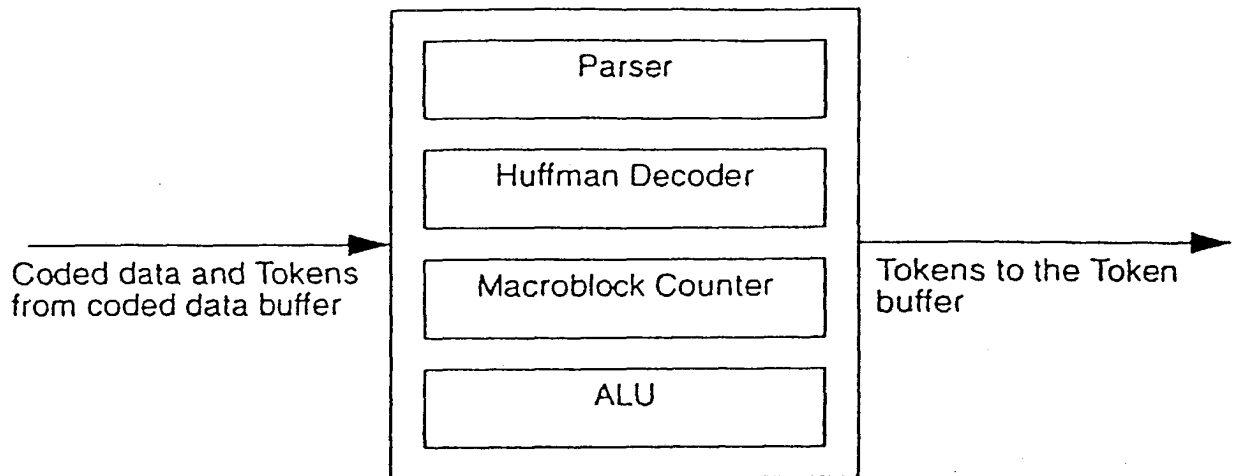 Parser
Huffman Decoder
Macroblock Counter
ALU
Coded data and Tokens
from coded data buffer
Tokens to the Token
buffer